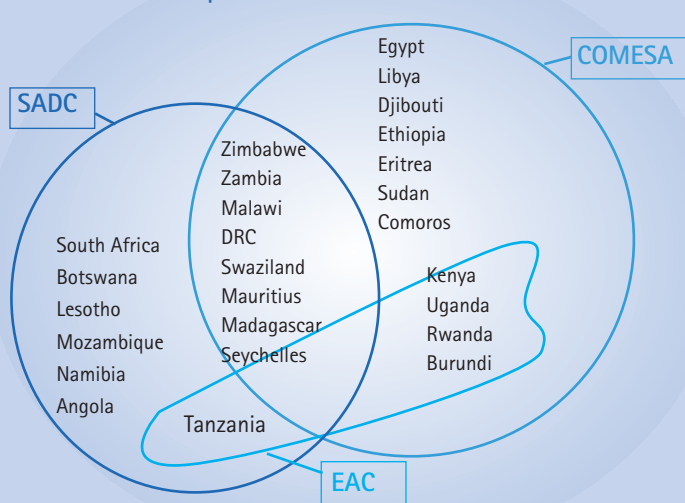 COMESA
Egypt
Libya
Djibouti
Ethiopia
Eritrea
Sudan
Comoros
SADC
Zimbabwe
Zambia
Malawi
DRC
Swaziland
Mauritius
Madagascar
Seychelles
South Africa
Botswana
Lesotho
Mozambique
Namibia
Angola
Kenya
Uganda
Rwanda
Burundi
Tanzania
EAC